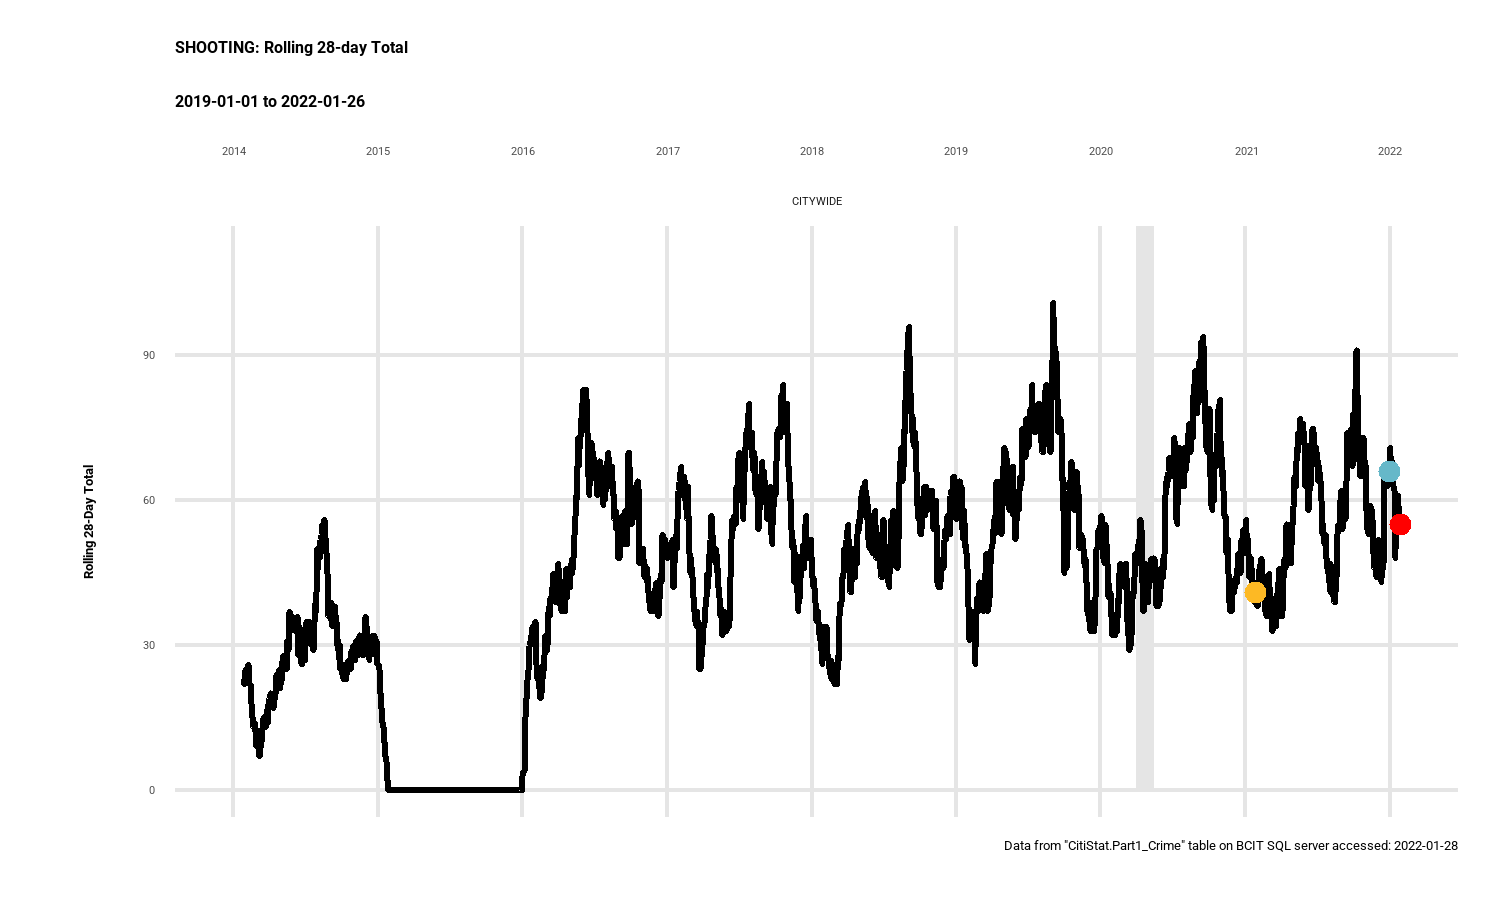 SHOOTING: Rolling 28-day Total
2019-01-01 to 2022-01-26
2014 2015 2016 2017 2018 2019 2020 2021 2022
CITYWIDE
90
60
30
0
Rolling 28-Day Total
Data from "CitiStat.Part1_Crime" table on BCIT SQL server accessed: 2022-01-28